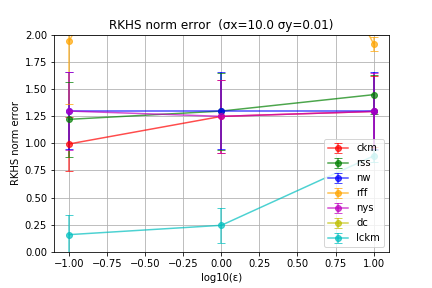 RKHS norm error (σx=10.0 σy=0.01)
2.00
1.75
1.50
1.25
1.00
0.75
0.50
0.25
0.00
RKHS norm error
ckm
rss
nw
rff
nys
dc
lckm
−1.00 −0.75 −0.50 −0.25 0.00 0.25 0.50 0.75 1.00
log10(ε)